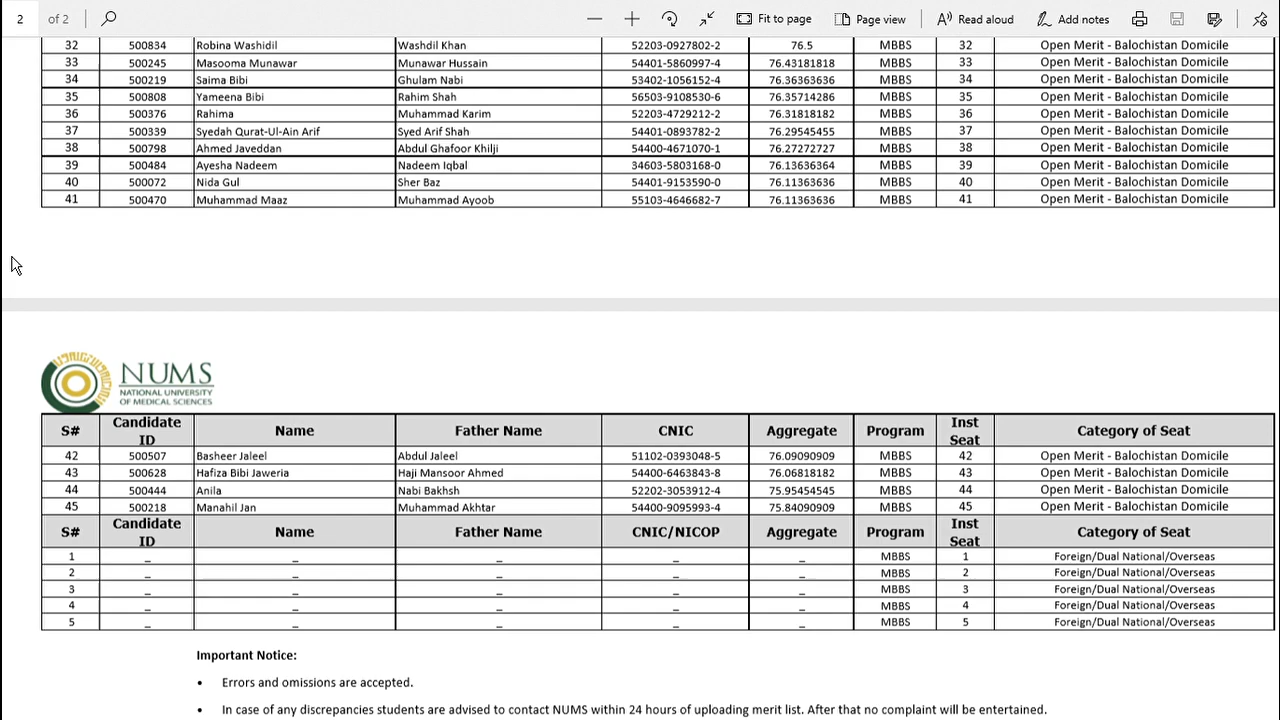 2 of 2 Fit to page Page view Read aloud Add notes
32 500834 Robina Washidil Washdil Khan 52203-0927802-2 76.5 MBBS 32 Open Merit - Balochistan Domicile
33 500245 Masooma Munawar Munawar Hussain 54401-5860997-4 76.43181818 MBBS 33 Open Merit - Balochistan Domicile
34 500219 Saima Bibi Ghulam Nabi 53402-1056152-4 76.36363636 MBBS 34 Open Merit - Balochistan Domicile
35 500808 Yameena Bibi Rahim Shah 56503-9108530-6 76.35714286 MBBS 35 Open Merit - Balochistan Domicile
36 500376 Rahima Muhammad Karim 52203-4729212-2 76.31818182 MBBS 36 Open Merit - Balochistan Domicile
37 500339 Syedah Qurat-Ul-Ain Arif Syed Arif Shah 54401-0893782-2 76.29545455 MBBS 37 Open Merit - Balochistan Domicile
38 500798 Ahmed Javeddan Abdul Ghafoor Khilji 54400-4671070-1 76.27272727 MBBS 38 Open Merit - Balochistan Domicile
39 500484 Ayesha Nadeem Nadeem Iqbal 34603-5803168-0 76.13636364 MBBS 39 Open Merit - Balochistan Domicile
40 500072 Nida Gul Sher Baz 54401-9153590-0 76.11363636 MBBS 40 Open Merit - Balochistan Domicile
41 500470 Muhammad Maaz Muhammad Ayoob 55103-4646682-7 76.11363636 MBBS 41 Open Merit - Balochistan Domicile
NUMS
NATIONAL UNIVERSITY
OF MEDICAL SCIENCES
S# Candidate ID Name Father Name CNIC Aggregate Program Inst Seat Category of Seat
42 500507 Basheer Jaleel Abdul Jaleel 51102-0393048-5 76.09090909 MBBS 42 Open Merit - Balochistan Domicile
43 500628 Hafiza Bibi Jaweria Haji Mansoor Ahmed 54400-6463843-8 76.06818182 MBBS 43 Open Merit - Balochistan Domicile
44 500444 Anila Nabi Bakhsh 52202-3053912-4 75.95454545 MBBS 44 Open Merit - Balochistan Domicile
45 500218 Manahil Jan Muhammad Akhtar 54400-9095993-4 75.84090909 MBBS 45 Open Merit - Balochistan Domicile
S# Candidate ID Name Father Name CNIC/NICOP Aggregate Program Inst Seat Category of Seat
1 _ _ _ _ _ MBBS 1 Foreign/Dual National/Overseas
2 _ _ _ _ _ MBBS 2 Foreign/Dual National/Overseas
3 _ _ _ _ _ MBBS 3 Foreign/Dual National/Overseas
4 _ _ _ _ _ MBBS 4 Foreign/Dual National/Overseas
5 _ _ _ _ _ MBBS 5 Foreign/Dual National/Overseas
Important Notice:
• Errors and omissions are accepted.
• In case of any discrepancies students are advised to contact NUMS within 24 hours of uploading merit list. After that no complaint will be entertained.